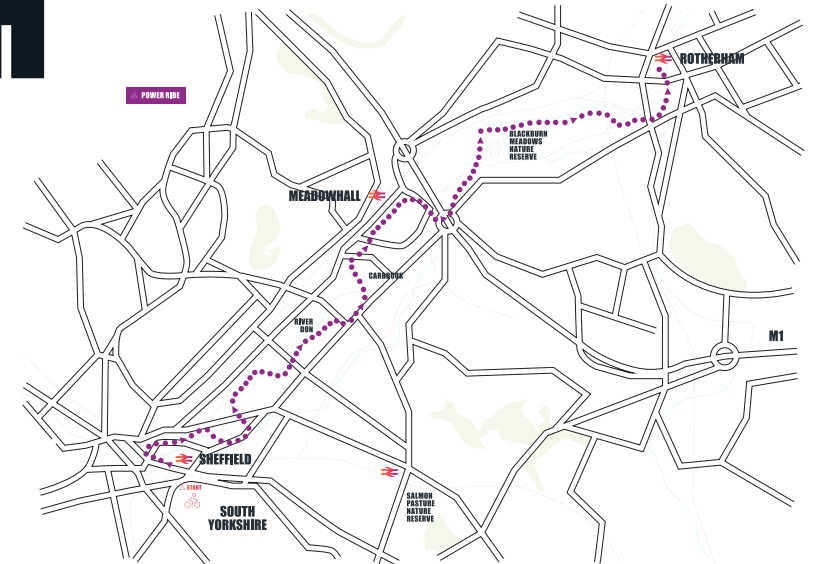 POWER RIDE
ROTHERHAM
BLACKBURN
MEADOWS
NATURE
RESERVE
MEADOWHALL
CARBROOK
RIVER
DON
M1
SHEFFIELD
START
SOUTH
YORKSHIRE
SALMON
PASTURE
NATURE
RESERVE